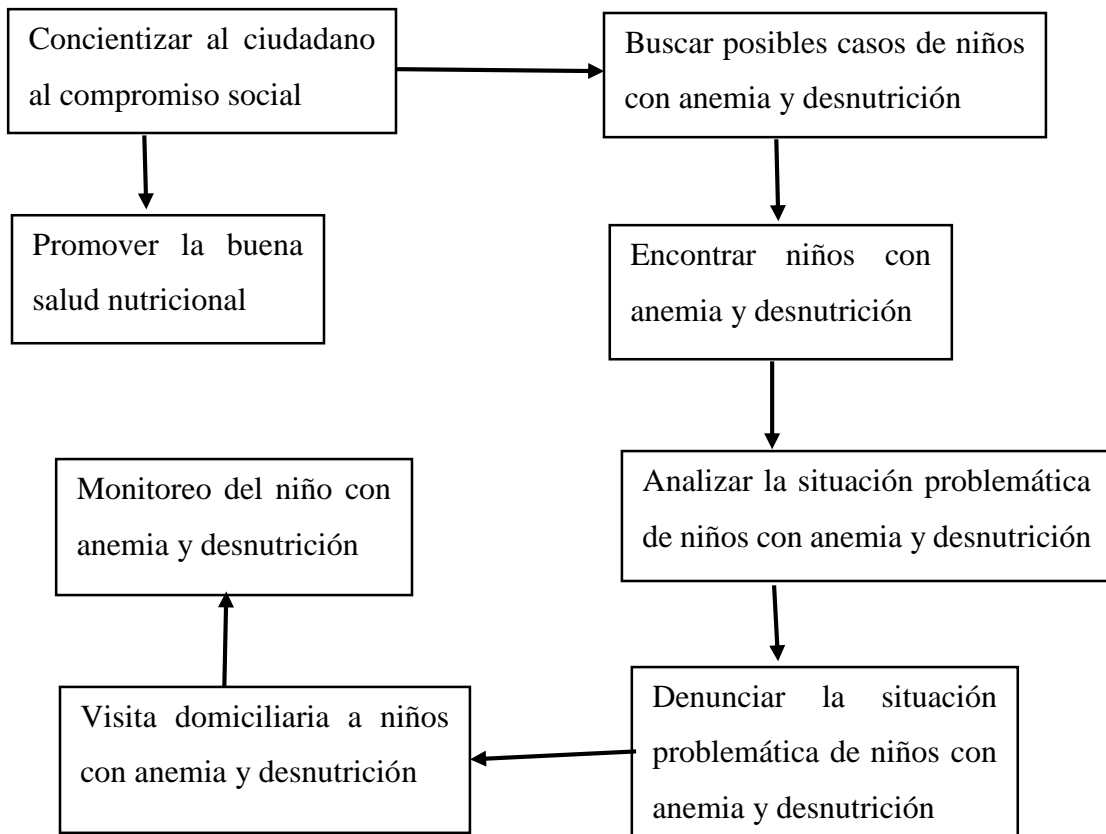 Concientizar al ciudadano
al compromiso social
Buscar posibles casos de niños
con anemia y desnutrición
Promover la buena
salud nutricional
Encontrar niños con
anemia y desnutrición
Analizar la situación problemática
de niños con anemia y desnutrición
Denunciar la situación
problemática de niños con
anemia y desnutrición
Visita domiciliaria a niños
con anemia y desnutrición
Monitoreo del niño con
anemia y desnutrición